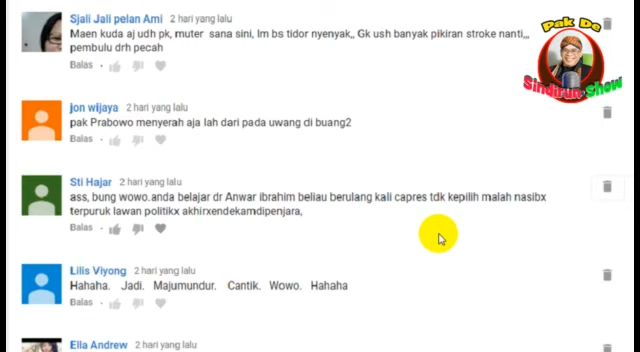 Pak De
Sindirun Show
Sjali Jali pelan Ami 2 hari yang lalu
Maen kuda aj udh pk, muter sana sini, lm bs tidor nyenyak,, Gk ush banyak pikiran stroke nanti,,,
pembulu drh pecah
Balas
jon wijaya 2 hari yang lalu
pak Prabowo menyerah aja lah dari pada uwang di buang2
Balas
Sti Hajar 2 hari yang lalu
ass, bung wowo.anda belajar dr Anwar ibrahim beliau berulang kali capres tdk kepilih malah nasibx
terpuruk lawan politikx akhirxendekamdipenjara,
Balas
Lilis Viyong 2 hari yang lalu
Hahaha. Jadi. Majumundur. Cantik. Wowo. Hahaha
Balas
Ella Andrew 2 hari yang lalu